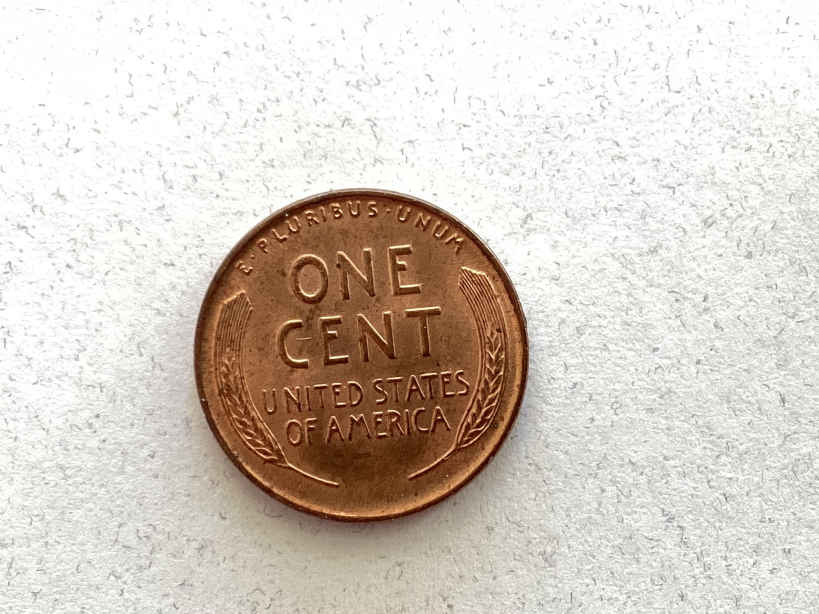 E·PLURIBUS·UNUM
ONE
CENT
UNITED STATES
OF AMERICA